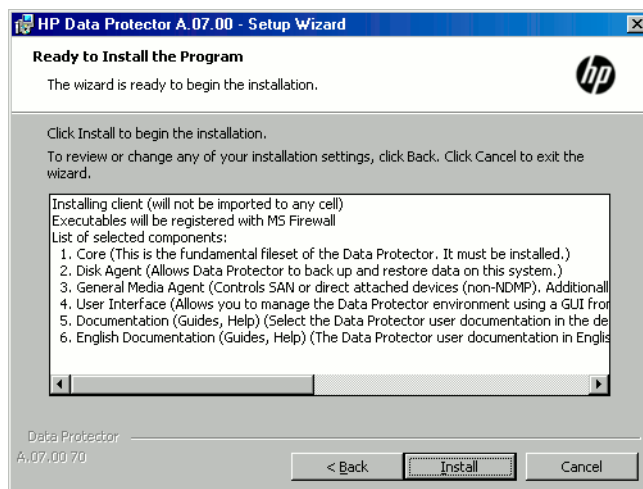 HP Data Protector A.07.00 - Setup Wizard
Ready to Install the Program
The wizard is ready to begin the installation.
hp
Click Install to begin the installation.
To review or change any of your installation settings, click Back. Click Cancel to exit the
wizard.
Installing client (will not be imported to any cell)
Executables will be registered with MS Firewall
List of selected components:
1. Core (This is the fundamental fileset of the Data Protector. It must be installed.)
2. Disk Agent (Allows Data Protector to back up and restore data on this system.)
3. General Media Agent (Controls SAN or direct attached devices (non-NDMP). Additionall
4. User Interface (Allows you to manage the Data Protector environment using a GUI fror
5. Documentation (Guides, Help) (Select the Data Protector user documentation in the de
6. English Documentation (Guides, Help) (The Data Protector user documentation in Englis
Data Protector
A.07.00 70
< Back
Install
Cancel